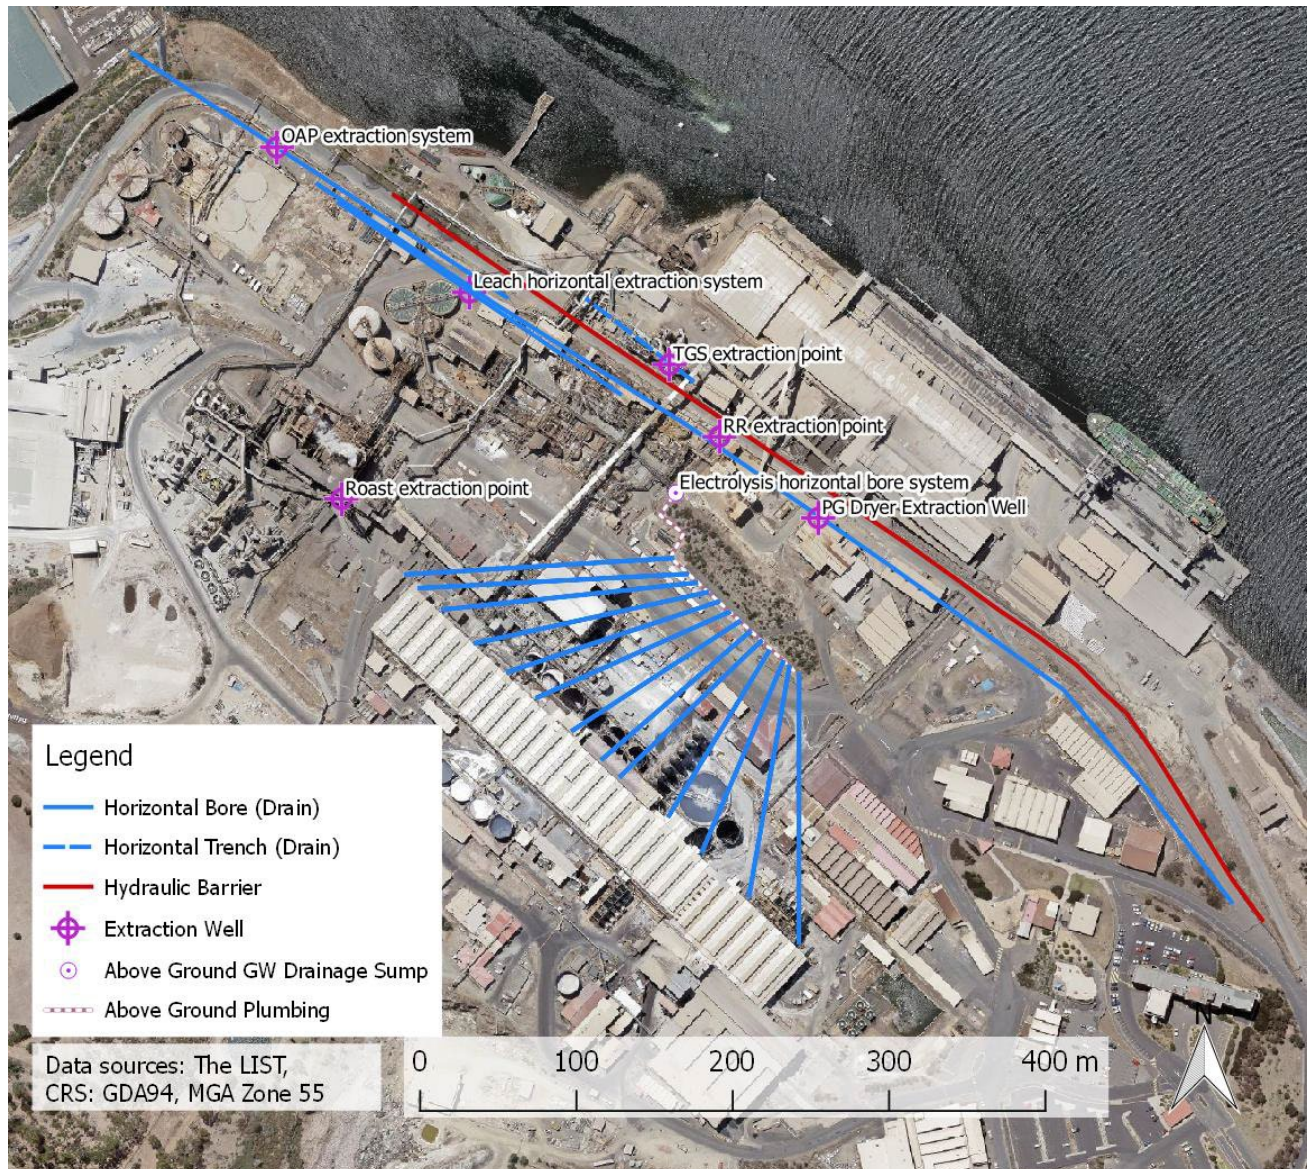 OAP extraction system
Leach horizontal extraction system
TGS extraction point
RR extraction point
Electrolysis horizontal bore system
Roast extraction point
PG Dryer Extraction Well
Legend
Horizontal Bore (Drain)
Horizontal Trench (Drain)
Hydraulic Barrier
Extraction Well
Above Ground GW Drainage Sump
Above Ground Plumbing
Data sources: The LIST,
CRS: GDA94, MGA Zone 55
0 100 200 300 400 m
N